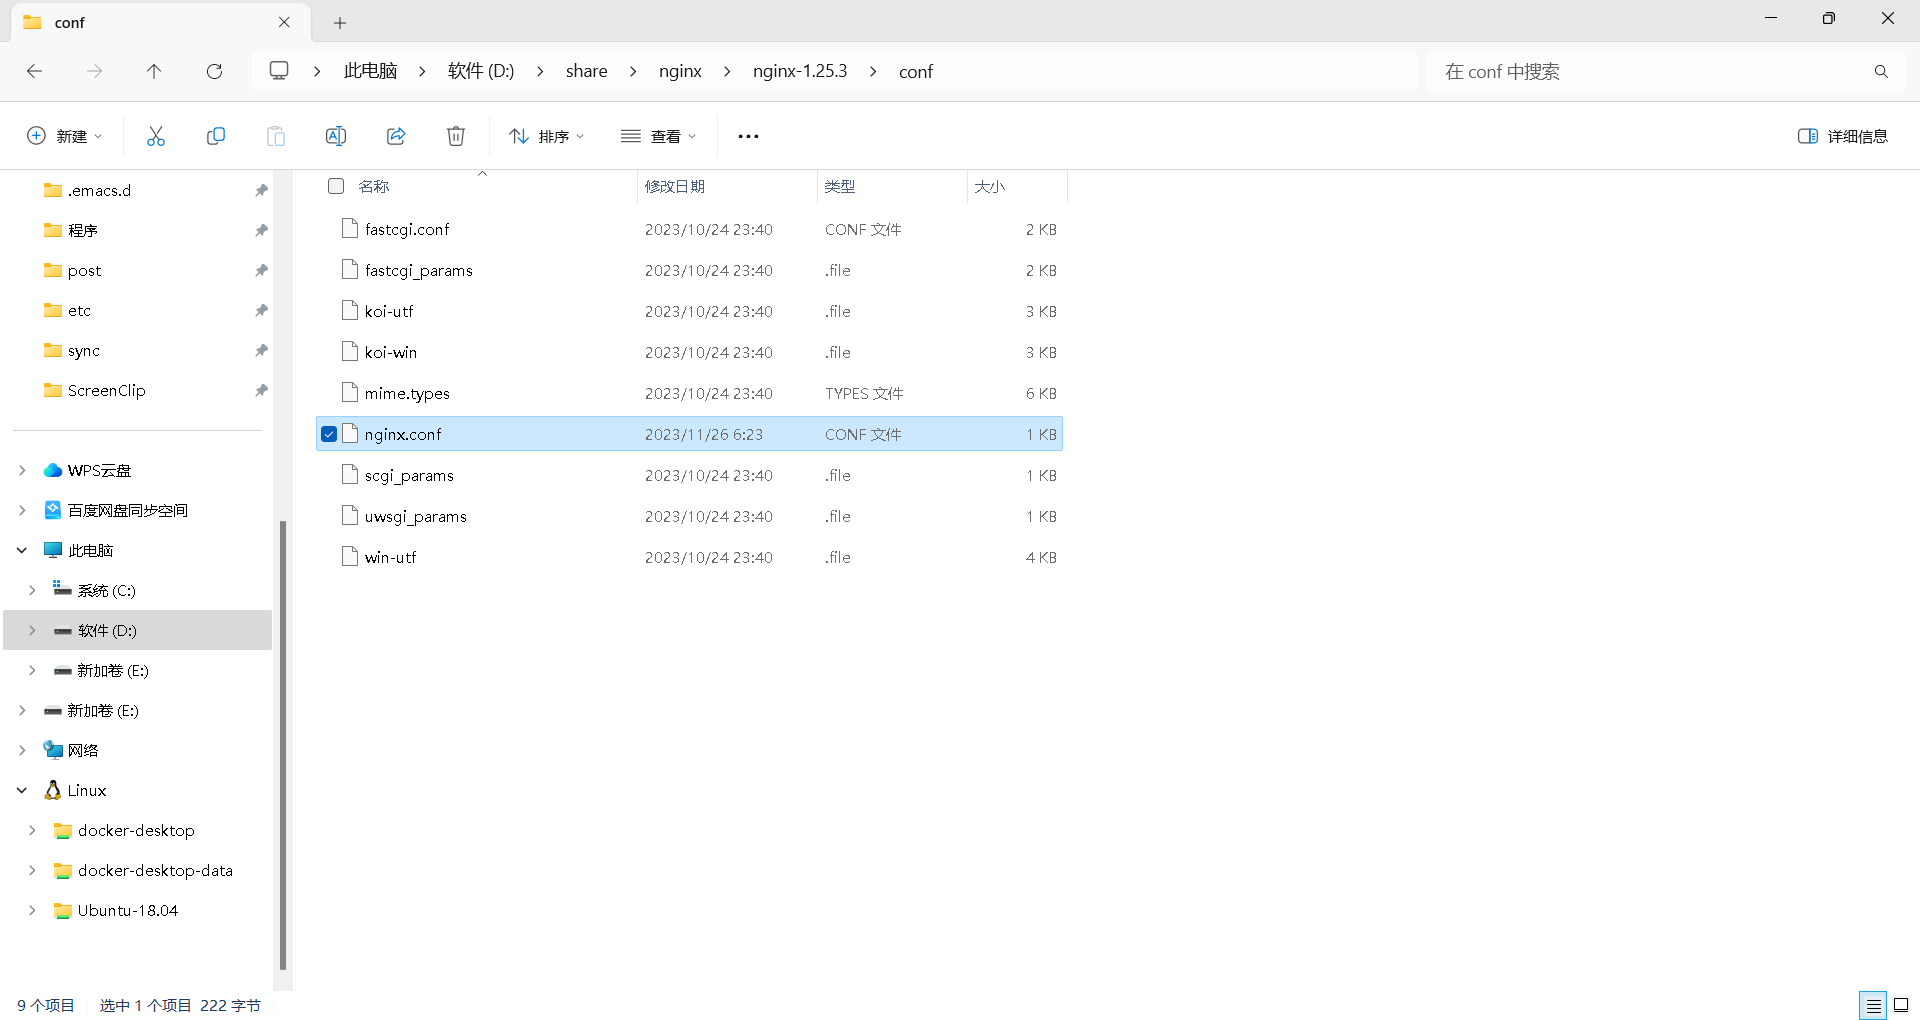 conf
此电脑 软件 (D:) share nginx nginx-1.25.3 conf
在 conf 中搜索
新建 排序 查看 详细信息
.emacs.d
程序
post
etc
sync
ScreenClip
WPS云盘
百度网盘同步空间
此电脑
系统 (C:)
软件 (D:)
新加卷 (E:)
新加卷 (E:)
网络
Linux
docker-desktop
docker-desktop-data
Ubuntu-18.04
名称 修改日期 类型 大小
fastcgi.conf 2023/10/24 23:40 CONF 文件 2 KB
fastcgi_params 2023/10/24 23:40 .file 2 KB
koi-utf 2023/10/24 23:40 .file 3 KB
koi-win 2023/10/24 23:40 .file 3 KB
mime.types 2023/10/24 23:40 TYPES 文件 6 KB
nginx.conf 2023/11/26 6:23 CONF 文件 1 KB
scgi_params 2023/10/24 23:40 .file 1 KB
uwsgi_params 2023/10/24 23:40 .file 1 KB
win-utf 2023/10/24 23:40 .file 4 KB
9 个项目 选中 1 个项目 222 字节